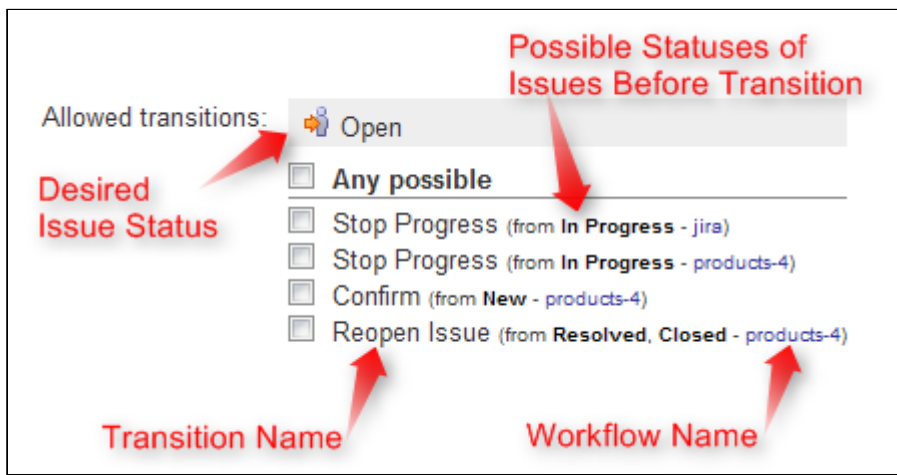 Possible Statuses of
Issues Before Transition
Allowed transitions:
Open
Desired
Issue Status
Any possible
Stop Progress (from In Progress - jira)
Stop Progress (from In Progress - products-4)
Confirm (from New - products-4)
Reopen Issue (from Resolved, Closed - products-4)
Transition Name
Workflow Name